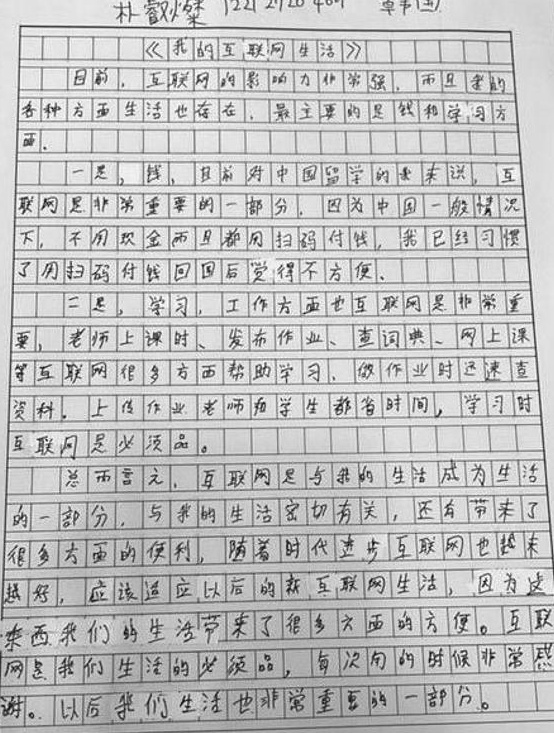 朴叡燦
《我的互联网生活》
目前，互联网的影响力非常强，而且我的
各种方面生活也存在，最主要的是钱和学习方
面。
一是，钱，目前对中国留学的我来说，互
联网是非常重要的一部分，因为中国一般情况
下，不用现金而且都用扫码付钱，我已经习惯
了用扫码付钱回国后觉得不方便、
二是，学习，工作方面也互联网是非常重
要，老师上课时、发布作业、查词典、网上课
等互联网很多方面帮助学习，做作业时迅速查
资料，上传作业老师和学生都省时间，学习时
互联网是必须品。
总而言之，互联网是与我的生活成为生活
的一部分，与我的生活密切有关，还有带来了
很多方面的便利，随着时代进步互联网也越来
越好，应该适应以后的新互联网生活，因为这
东西我们的生活带来了很多方面的方便。互联
网是我们生活的必须品，每次用的时候非常感
谢。以后我们生活也非常重要的一部分。